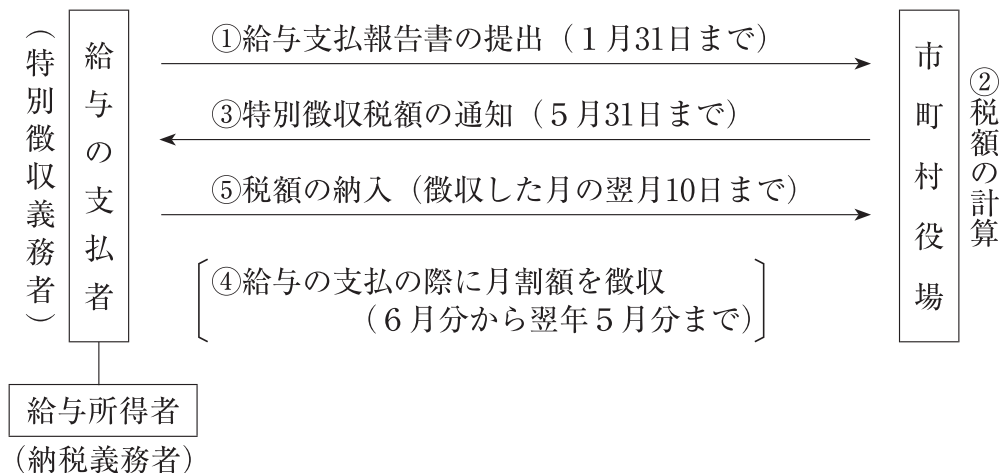 (特別徴収義務者)
給与の支払者
①給与支払報告書の提出（１月31日まで）
③特別徴収税額の通知（５月31日まで）
⑤税額の納入（徴収した月の翌月10日まで）
④給与の支払の際に月割額を徴収
（６月分から翌年５月分まで）
市町村役場
②税額の計算
給与所得者
(納税義務者)